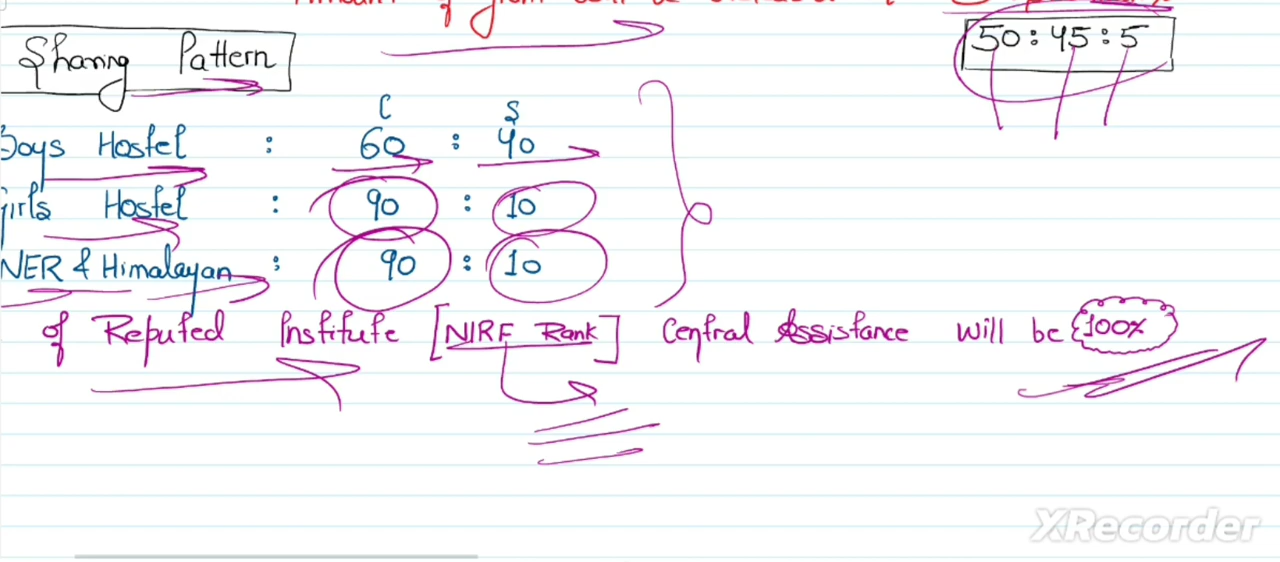 50 : 45 : 5
Sharing Pattern
C S
Boys Hostel : 60 : 40
girls Hostel : 90 : 10
NER & Himalayan : 90 : 10
of Reputed Institute [NIRF Rank] Central Assistance will be {100%}
XRecorder